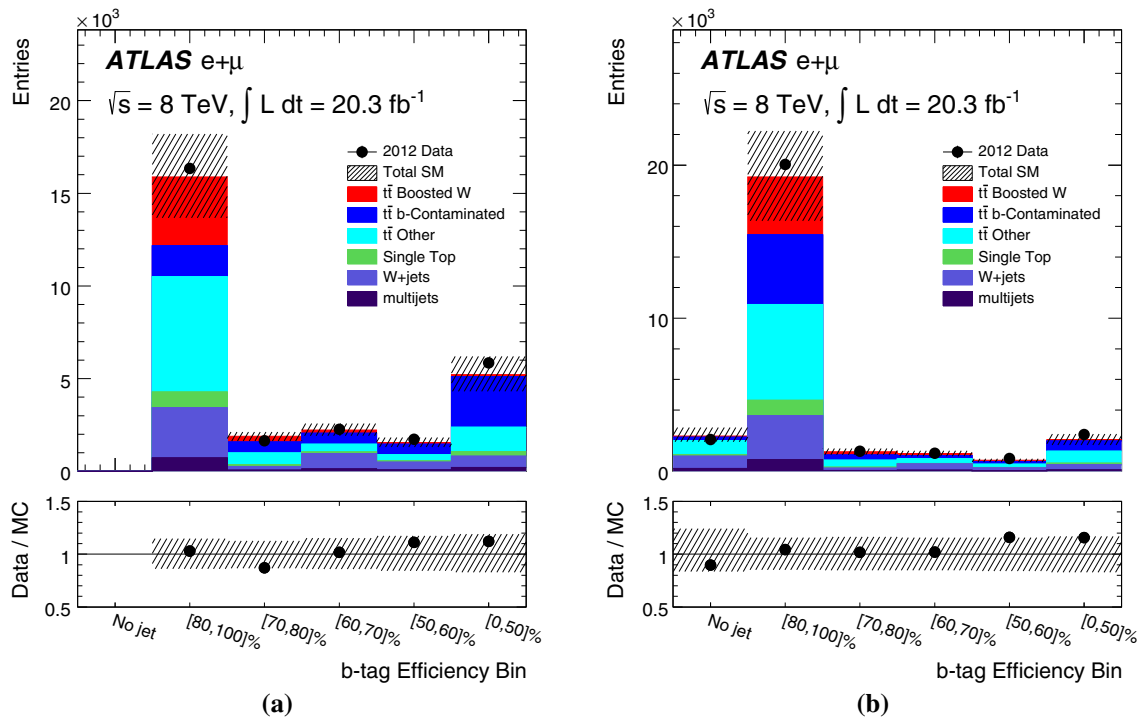 × 10³
Entries
20
15
10
5
0
ATLAS e+μ
√s = 8 TeV, ∫ L dt = 20.3 fb⁻¹
2012 Data
Total SM
tt̄ Boosted W
tt̄ b-Contaminated
tt̄ Other
Single Top
W+jets
multijets
Data / MC
1.5
1
0.5
No jet
[80,100]%
[70,80]%
[60,70]%
[50,60]%
[0,50]%
b-tag Efficiency Bin
(a)
× 10³
Entries
20
10
0
ATLAS e+μ
√s = 8 TeV, ∫ L dt = 20.3 fb⁻¹
2012 Data
Total SM
tt̄ Boosted W
tt̄ b-Contaminated
tt̄ Other
Single Top
W+jets
multijets
Data / MC
1.5
1
0.5
No jet
[80,100]%
[70,80]%
[60,70]%
[50,60]%
[0,50]%
b-tag Efficiency Bin
(b)